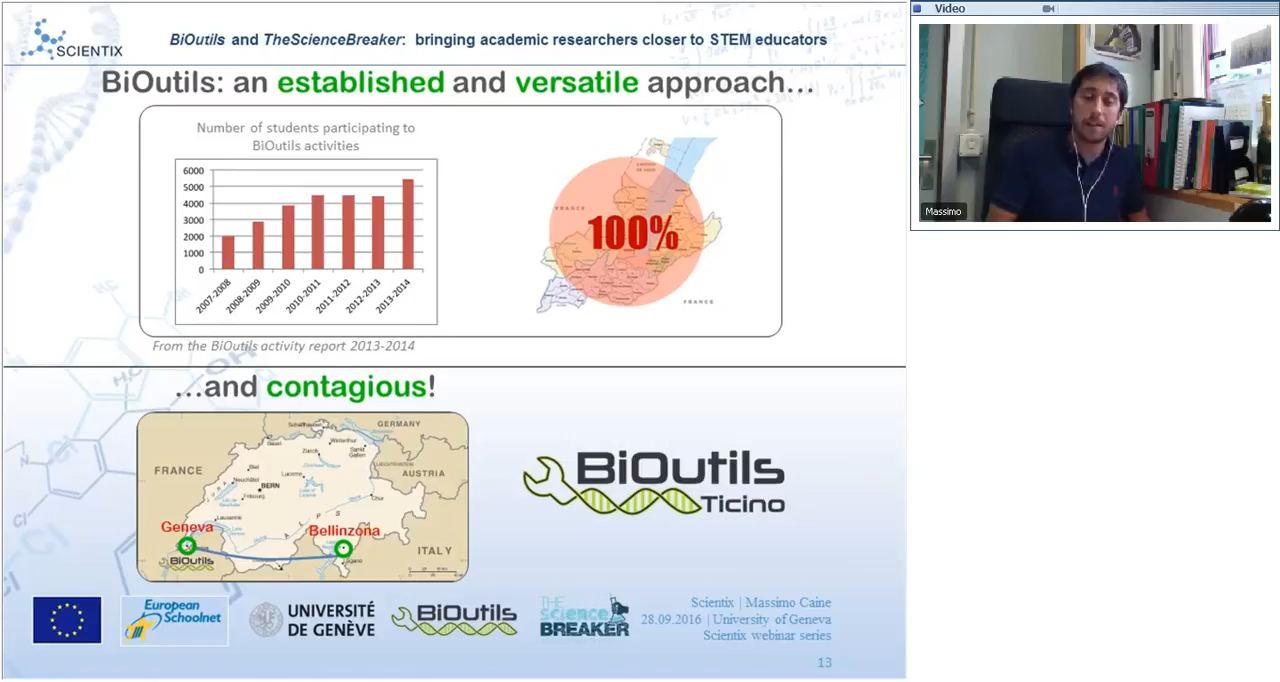 SCIENTIX
BiOutils and TheScienceBreaker: bringing academic researchers closer to STEM educators
BiOutils: an established and versatile approach...
Number of students participating to
BiOutils activities
6000
5000
4000
3000
2000
1000
0
2007-2008
2008-2009
2009-2010
2010-2011
2011-2012
2012-2013
2013-2014
FRANCE
100%
FRANCE
From the BiOutils activity report 2013-2014
...and contagious!
GERMANY
FRANCE
AUSTRIA
BERN
Geneva
Bellinzona
ITALY
BiOutils
BiOutils
Ticino
European
Schoolnet
UNIVERSITÉ
DE GENÈVE
BiOutils
THE
Science
BREAKER
Scientix | Massimo Caine
28.09.2016 | University of Geneva
Scientix webinar series
13
Video
Massimo